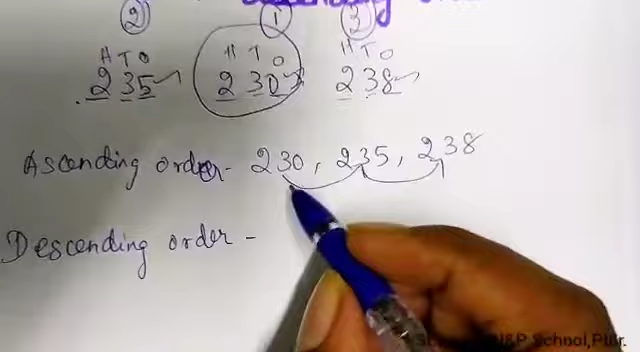 ② ① ③
H T O H T O H T O
235 230 238
Ascending order - 230, 235, 238
Descending order -